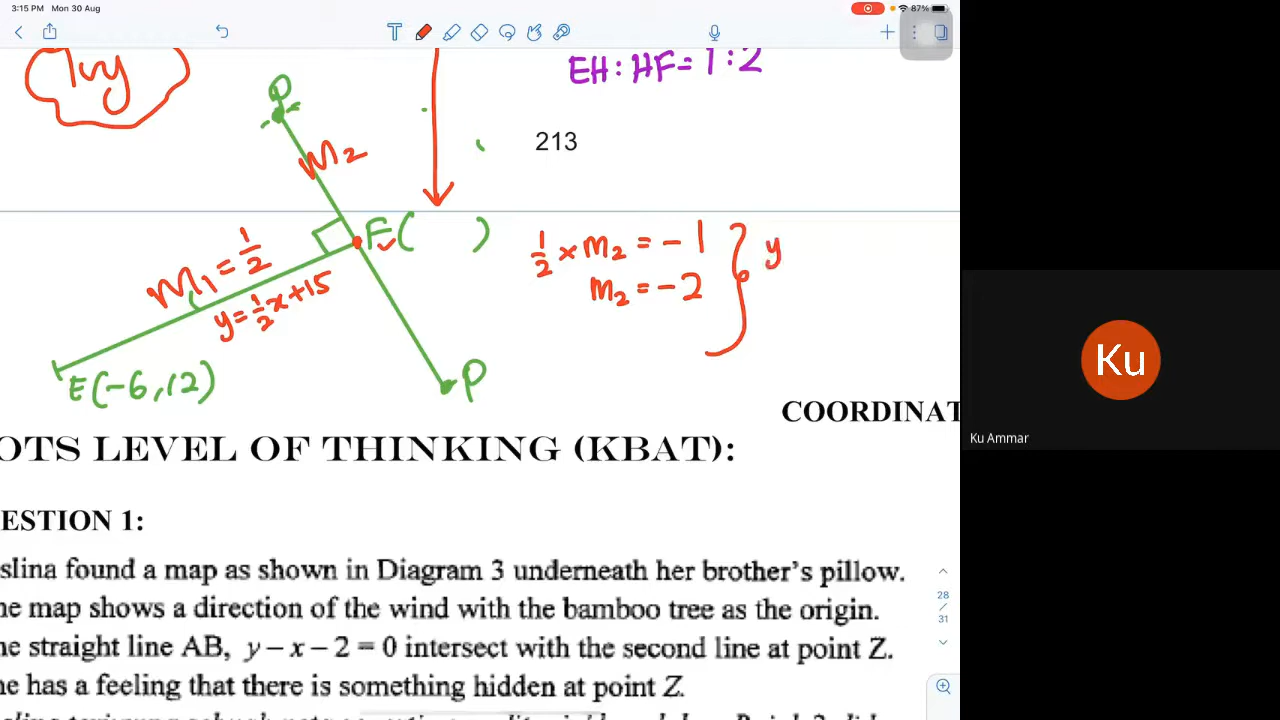 3:15 PM Mon 30 Aug
87%
T
EH : HF = 1 : 2
P
M2
213
F( )
M1 = 1/2
y = 1/2x + 15
1/2 × m2 = -1
m2 = -2
y
E(-6,12)
P
Ku
Ku Ammar
COORDINAT
OTS LEVEL OF THINKING (KBAT):
ESTION 1:
slina found a map as shown in Diagram 3 underneath her brother's pillow.
ne map shows a direction of the wind with the bamboo tree as the origin.
ne straight line AB, y – x – 2 = 0 intersect with the second line at point Z.
ne has a feeling that there is something hidden at point Z.
28
/
31